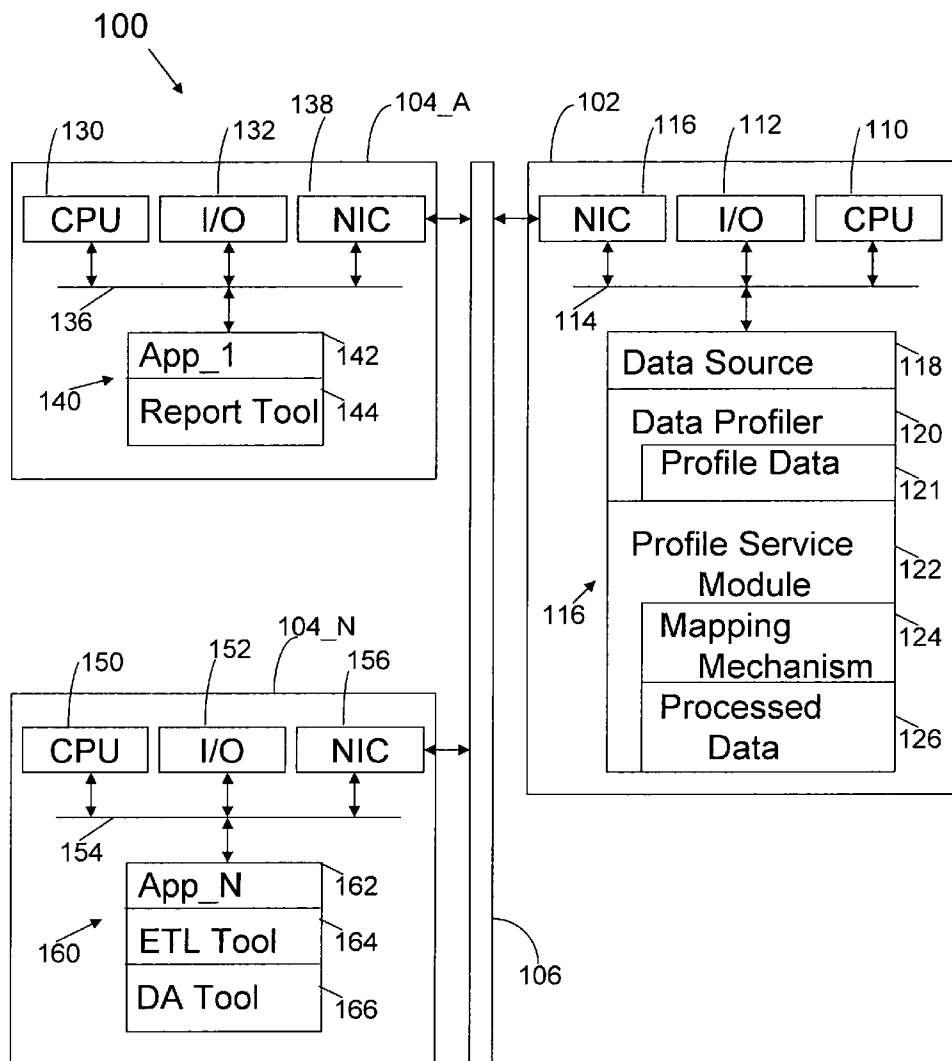 100
130
132
138
104_A
102
116
112
110
CPU
I/O
NIC
NIC
I/O
CPU
136
114
App_1
142
140
Report Tool
144
Data Source
118
Data Profiler
120
Profile Data
121
Profile Service
Module
122
116
Mapping
Mechanism
124
Processed
Data
126
104_N
150
152
156
CPU
I/O
NIC
154
App_N
162
160
ETL Tool
164
DA Tool
166
106